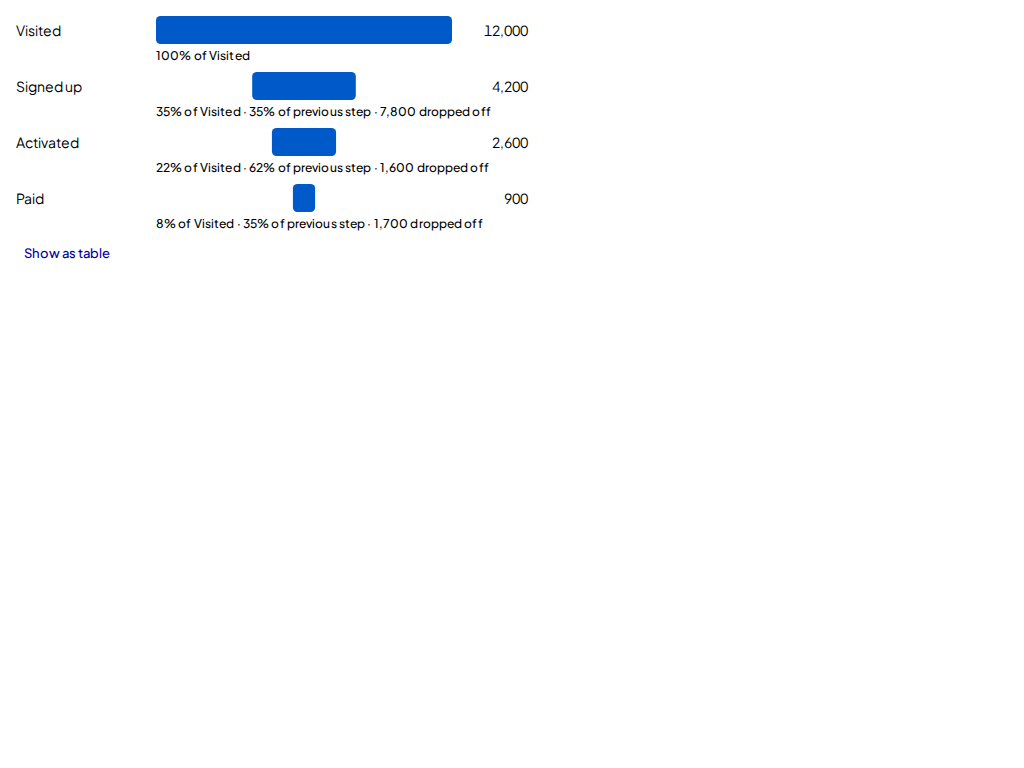 Visited 12,000
100% of Visited
Signed up 4,200
35% of Visited · 35% of previous step · 7,800 dropped off
Activated 2,600
22% of Visited · 62% of previous step · 1,600 dropped off
Paid 900
8% of Visited · 35% of previous step · 1,700 dropped off
Show as table